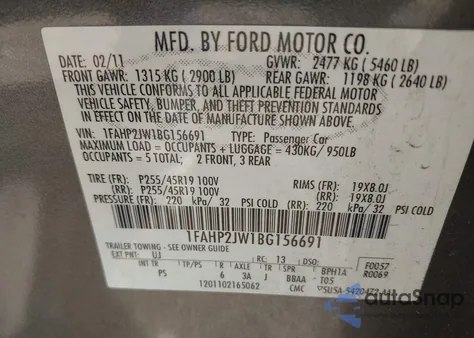 MFD. BY FORD MOTOR CO.
DATE: 02/11 GVWR: 2477 KG (5460 LB)
FRONT GAWR: 1315 KG (2900 LB) REAR GAWR: 1198 KG (2640 LB)
THIS VEHICLE CONFORMS TO ALL APPLICABLE FEDERAL MOTOR
VEHICLE SAFETY, BUMPER, AND THEFT PREVENTION STANDARDS
IN EFFECT ON THE DATE OF MANUFACTURE SHOWN ABOVE.
VIN: 1FAHP2JW1BG156691 TYPE: Passenger Car
MAXIMUM LOAD = OCCUPANTS + LUGGAGE = 430KG/ 950LB
OCCUPANTS = 5 TOTAL; 2 FRONT, 3 REAR
TIRE (FR): P255/45R19 100V RIMS (FR): 19X8.0J
(RR): P255/45R19 100V (RR): 19X8.0J
PRESSURE (FR): 220 kPa/ 32 PSI COLD (RR): 220 kPa/ 32 PSI COLD
1FAHP2JW1BG156691
TRAILER TOWING - SEE OWNER GUIDE
EXT PNT: UJ RC: 13 DSO: F0057
R0069
INT TR TP/PS R AXLE TR SPR BPH1A
PS 6 3A J BBAA T05
1201102165062 CMC
autoSnap